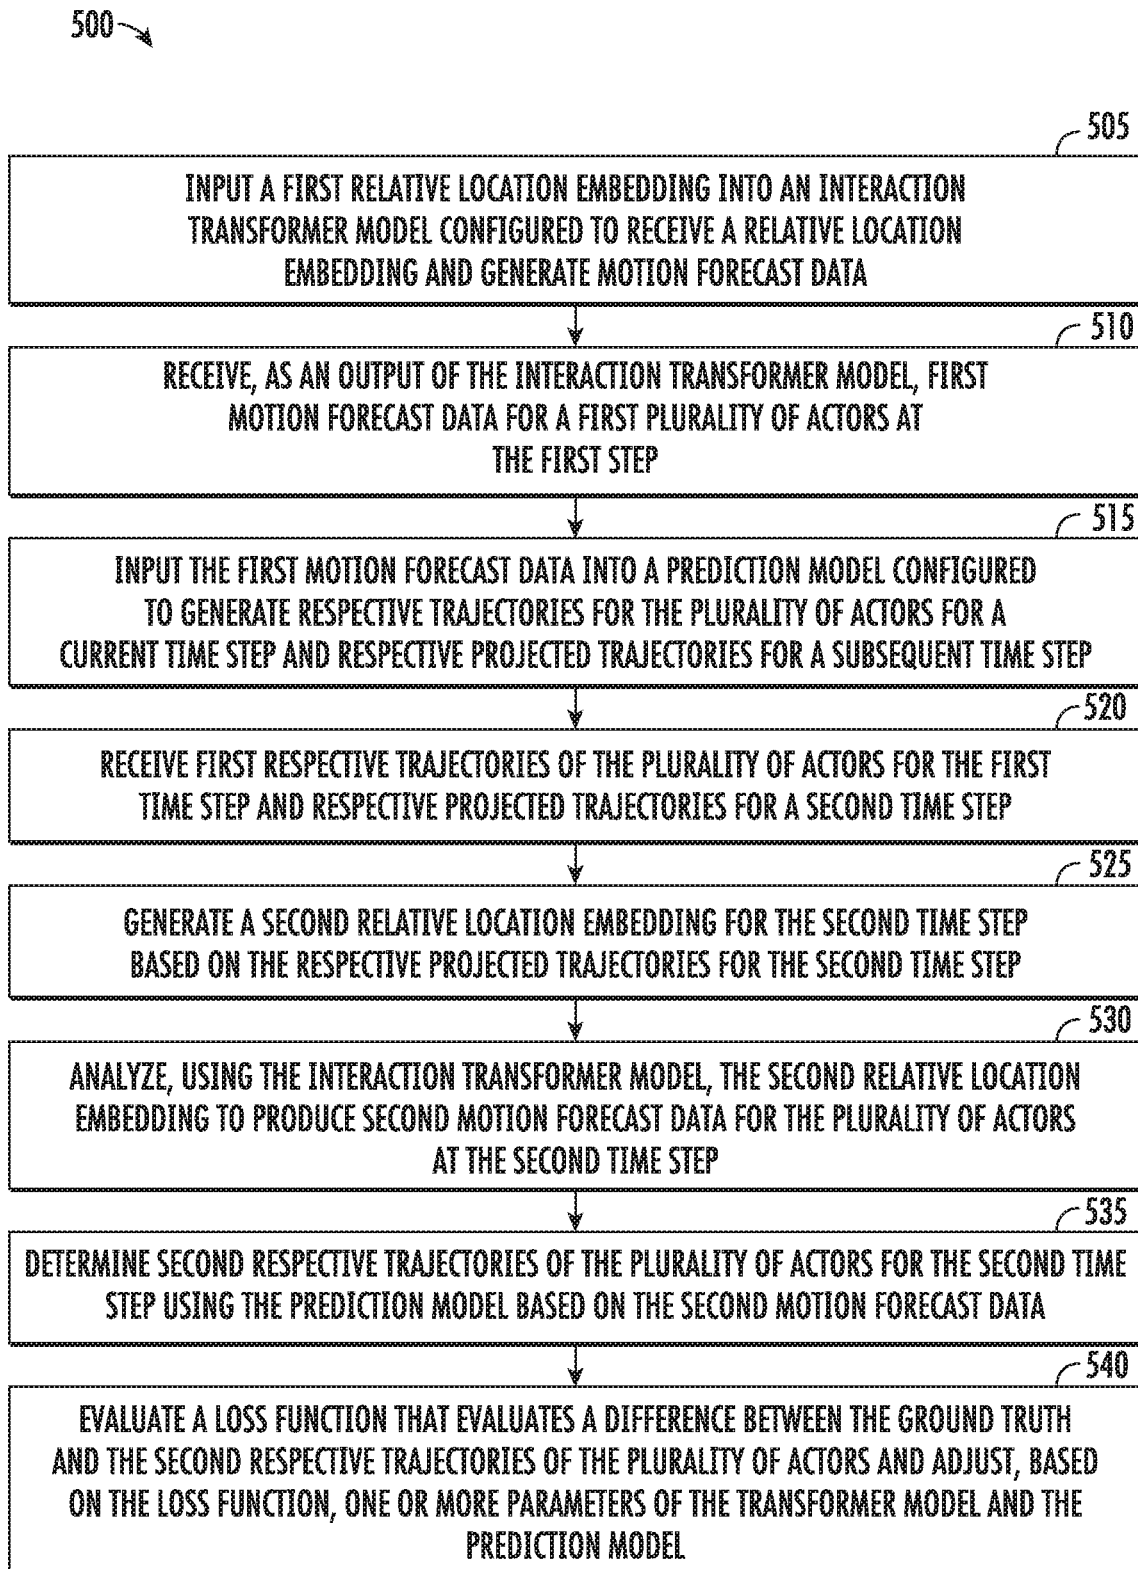 500
505
INPUT A FIRST RELATIVE LOCATION EMBEDDING INTO AN INTERACTION
TRANSFORMER MODEL CONFIGURED TO RECEIVE A RELATIVE LOCATION
EMBEDDING AND GENERATE MOTION FORECAST DATA
510
RECEIVE, AS AN OUTPUT OF THE INTERACTION TRANSFORMER MODEL, FIRST
MOTION FORECAST DATA FOR A FIRST PLURALITY OF ACTORS AT
THE FIRST STEP
515
INPUT THE FIRST MOTION FORECAST DATA INTO A PREDICTION MODEL CONFIGURED
TO GENERATE RESPECTIVE TRAJECTORIES FOR THE PLURALITY OF ACTORS FOR A
CURRENT TIME STEP AND RESPECTIVE PROJECTED TRAJECTORIES FOR A SUBSEQUENT TIME STEP
520
RECEIVE FIRST RESPECTIVE TRAJECTORIES OF THE PLURALITY OF ACTORS FOR THE FIRST
TIME STEP AND RESPECTIVE PROJECTED TRAJECTORIES FOR A SECOND TIME STEP
525
GENERATE A SECOND RELATIVE LOCATION EMBEDDING FOR THE SECOND TIME STEP
BASED ON THE RESPECTIVE PROJECTED TRAJECTORIES FOR THE SECOND TIME STEP
530
ANALYZE, USING THE INTERACTION TRANSFORMER MODEL, THE SECOND RELATIVE LOCATION
EMBEDDING TO PRODUCE SECOND MOTION FORECAST DATA FOR THE PLURALITY OF ACTORS
AT THE SECOND TIME STEP
535
DETERMINE SECOND RESPECTIVE TRAJECTORIES OF THE PLURALITY OF ACTORS FOR THE SECOND TIME
STEP USING THE PREDICTION MODEL BASED ON THE SECOND MOTION FORECAST DATA
540
EVALUATE A LOSS FUNCTION THAT EVALUATES A DIFFERENCE BETWEEN THE GROUND TRUTH
AND THE SECOND RESPECTIVE TRAJECTORIES OF THE PLURALITY OF ACTORS AND ADJUST, BASED
ON THE LOSS FUNCTION, ONE OR MORE PARAMETERS OF THE TRANSFORMER MODEL AND THE
PREDICTION MODEL